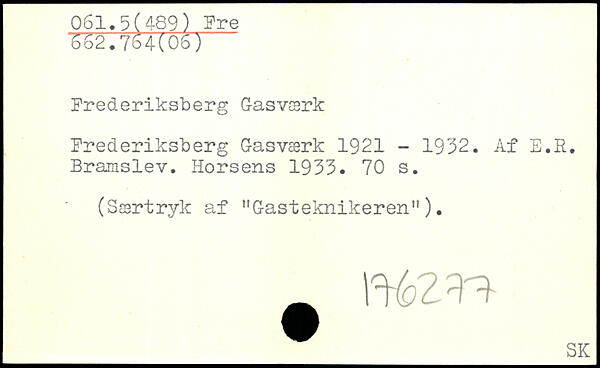 061.5(489) Fre
662.764(06)
Frederiksberg Gasværk
Frederiksberg Gasværk 1921 - 1932. Af E.R.
Bramslev. Horsens 1933. 70 s.
(Særtryk af "Gasteknikeren").
176277
SK